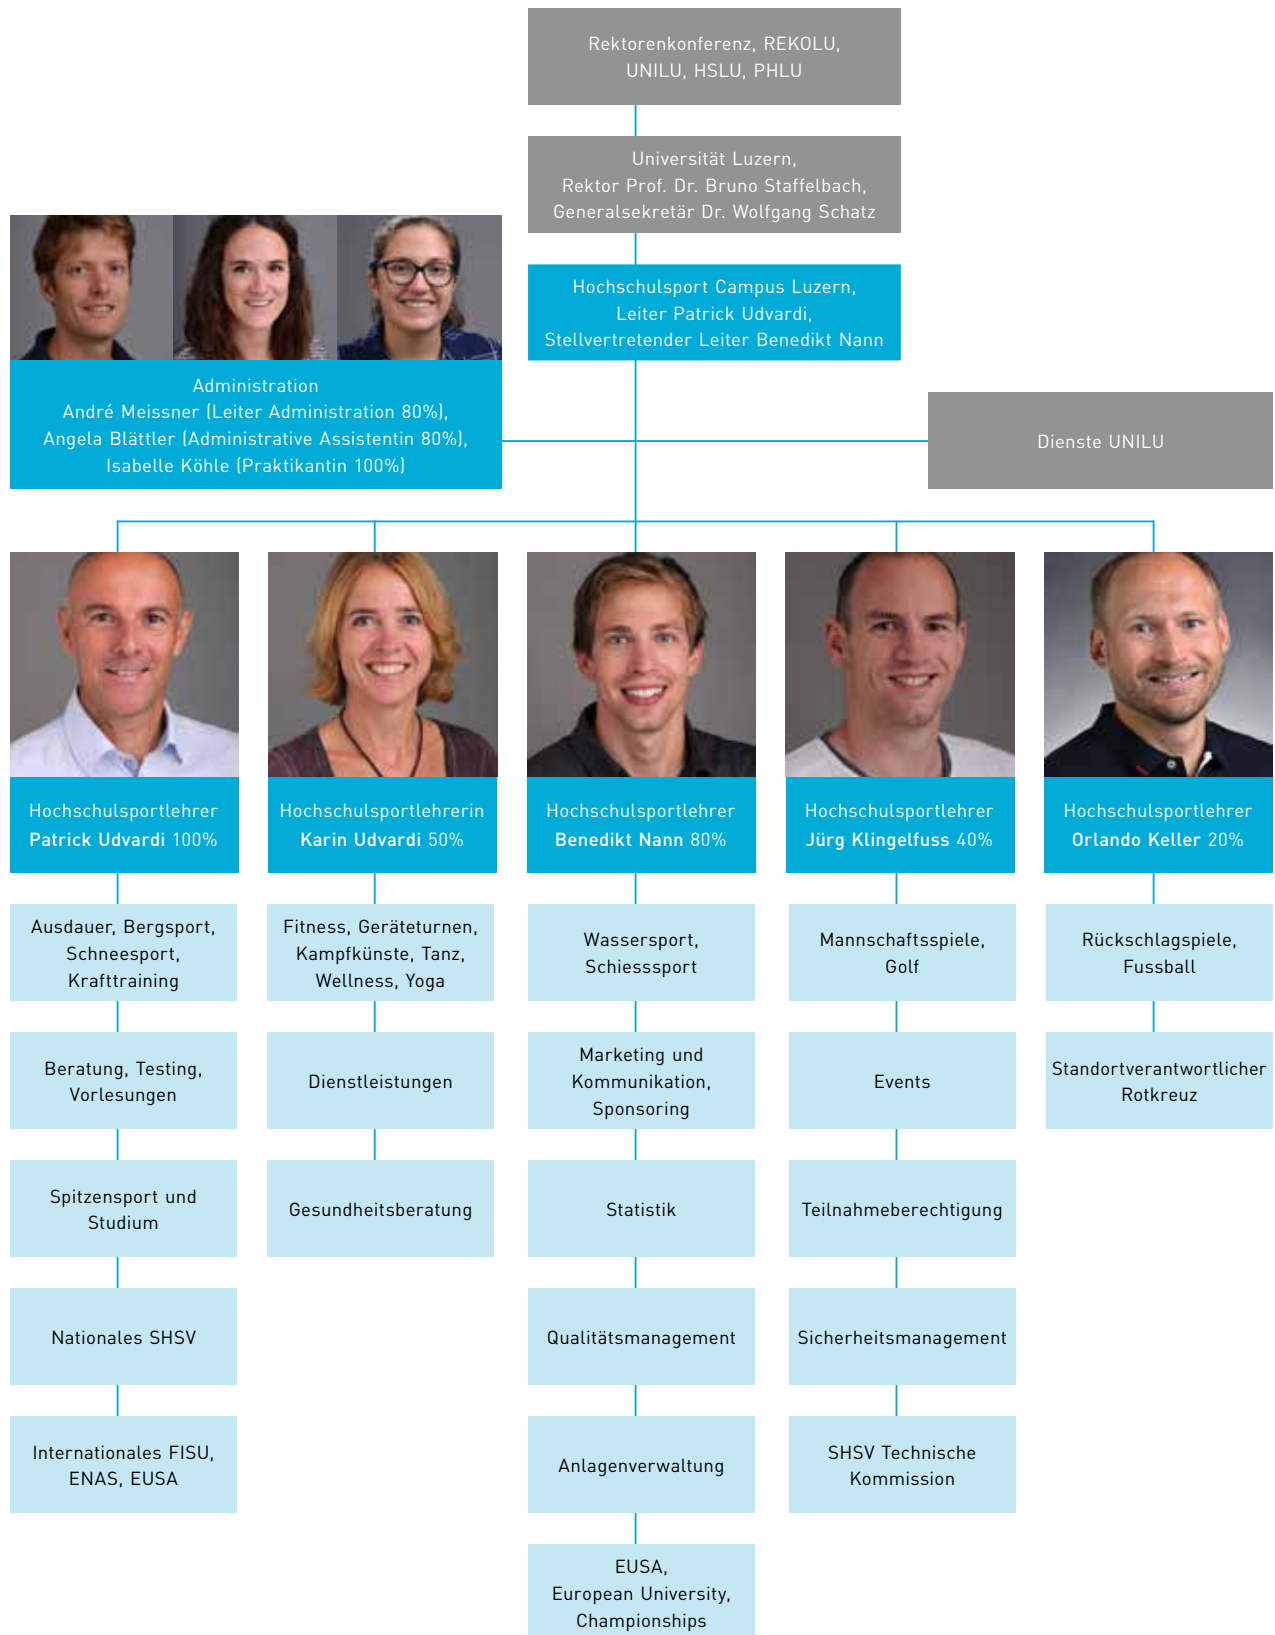 Rektorenkonferenz, REKOLU,
UNILU, HSLU, PHLU
Universität Luzern,
Rektor Prof. Dr. Bruno Staffelbach,
Generalsekretär Dr. Wolfgang Schatz
Hochschulsport Campus Luzern,
Leiter Patrick Udvardi,
Stellvertretender Leiter Benedikt Nann
Administration
André Meissner (Leiter Administration 80%),
Angela Blättler (Administrative Assistentin 80%),
Isabelle Köhle (Praktikantin 100%)
Dienste UNILU
Hochschulsportlehrer
Patrick Udvardi 100%
Ausdauer, Bergsport,
Schneesport,
Krafttraining
Beratung, Testing,
Vorlesungen
Spitzensport und
Studium
Nationales SHSV
Internationales FISU,
ENAS, EUSA
Hochschulsportlehrerin
Karin Udvardi 50%
Fitness, Geräteturnen,
Kampfkünste, Tanz,
Wellness, Yoga
Dienstleistungen
Gesundheitsberatung
Hochschulsportlehrer
Benedikt Nann 80%
Wassersport,
Schiesssport
Marketing und
Kommunikation,
Sponsoring
Statistik
Qualitätsmanagement
Anlagenverwaltung
EUSA,
European University,
Championships
Hochschulsportlehrer
Jürg Klingelfuss 40%
Mannschaftsspiele,
Golf
Events
Teilnahmeberechtigung
Sicherheitsmanagement
SHSV Technische
Kommission
Hochschulsportlehrer
Orlando Keller 20%
Rückschlagspiele,
Fussball
Standortverantwortlicher
Rotkreuz